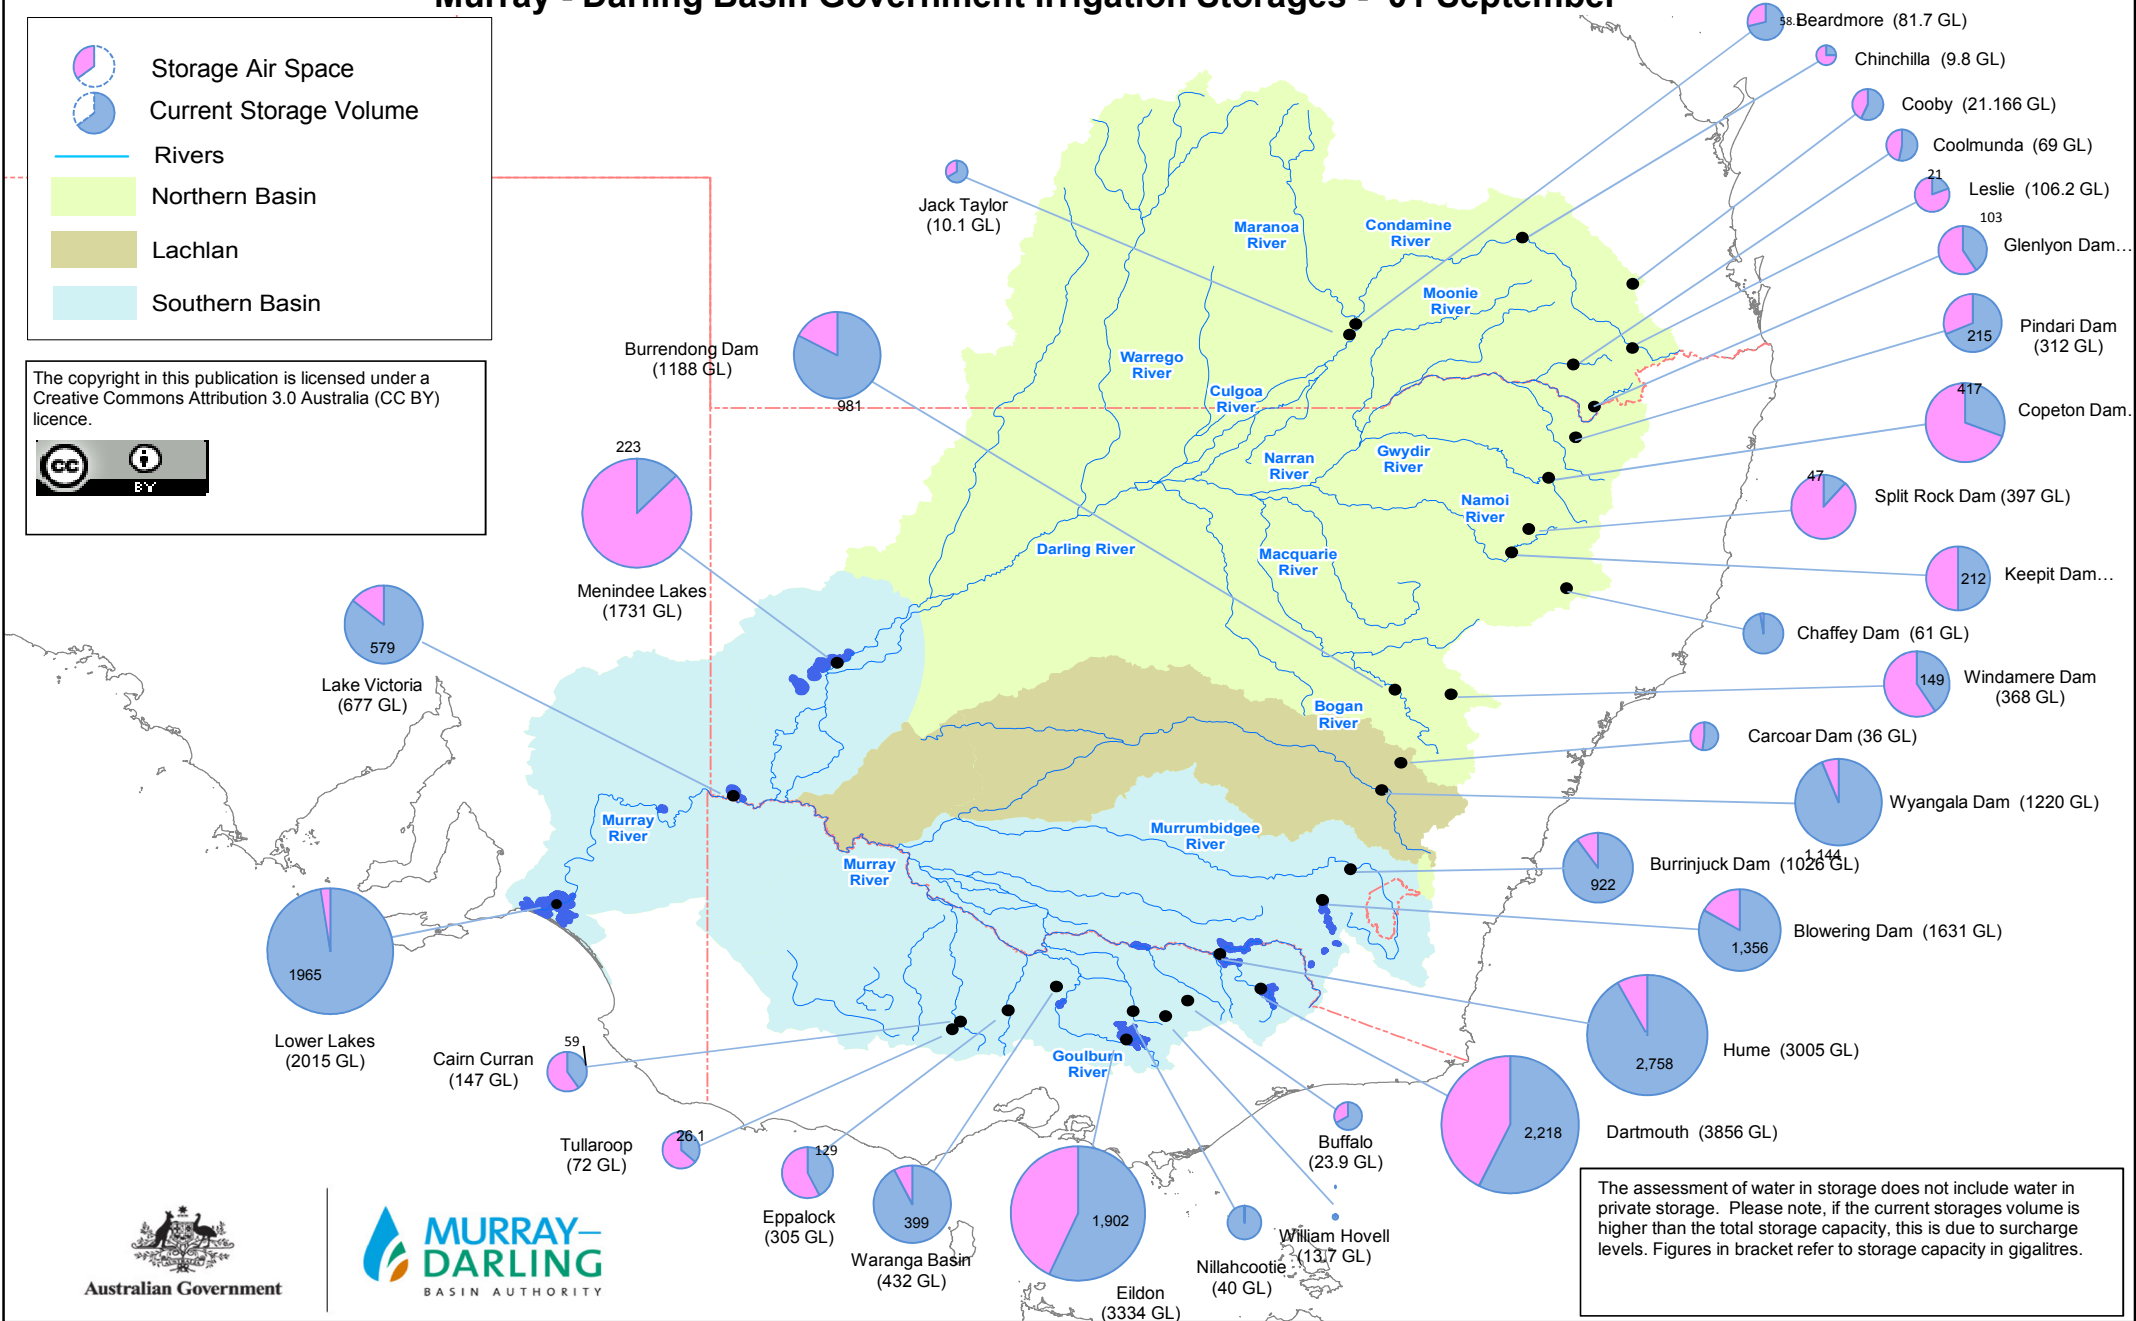 Murray - Darling Basin Government Irrigation Storages - 01 September
Storage Air Space
Current Storage Volume
Rivers
Northern Basin
Lachlan
Southern Basin
The copyright in this publication is licensed under a
Creative Commons Attribution 3.0 Australia (CC BY)
licence.
cc
BY
58.
Beardmore (81.7 GL)
Chinchilla (9.8 GL)
Cooby (21.166 GL)
Coolmunda (69 GL)
21
Leslie (106.2 GL)
103
Glenlyon Dam…
Pindari Dam
(312 GL)
215
417
Copeton Dam.
47
Split Rock Dam (397 GL)
212
Keepit Dam…
Chaffey Dam (61 GL)
149
Windamere Dam
(368 GL)
Carcoar Dam (36 GL)
Wyangala Dam (1220 GL)
1,144
Burrinjuck Dam (1026 GL)
922
Blowering Dam (1631 GL)
1,356
Hume (3005 GL)
2,758
Dartmouth (3856 GL)
2,218
Jack Taylor
(10.1 GL)
Burrendong Dam
(1188 GL)
981
223
Menindee Lakes
(1731 GL)
579
Lake Victoria
(677 GL)
1965
Lower Lakes
(2015 GL)
59
Cairn Curran
(147 GL)
26.1
Tullaroop
(72 GL)
129
Eppalock
(305 GL)
399
Waranga Basin
(432 GL)
1,902
Eildon
(3334 GL)
Nillahcootie
(40 GL)
William Hovell
(13.7 GL)
Buffalo
(23.9 GL)
Maranoa
River
Condamine
River
Moonie
River
Warrego
River
Culgoa
River
Narran
River
Gwydir
River
Namoi
River
Darling River
Macquarie
River
Bogan
River
Murray
River
Murray
River
Murrumbidgee
River
Goulburn
River
Australian Government
MURRAY–
DARLING
BASIN AUTHORITY
The assessment of water in storage does not include water in
private storage. Please note, if the current storages volume is
higher than the total storage capacity, this is due to surcharge
levels. Figures in bracket refer to storage capacity in gigalitres.